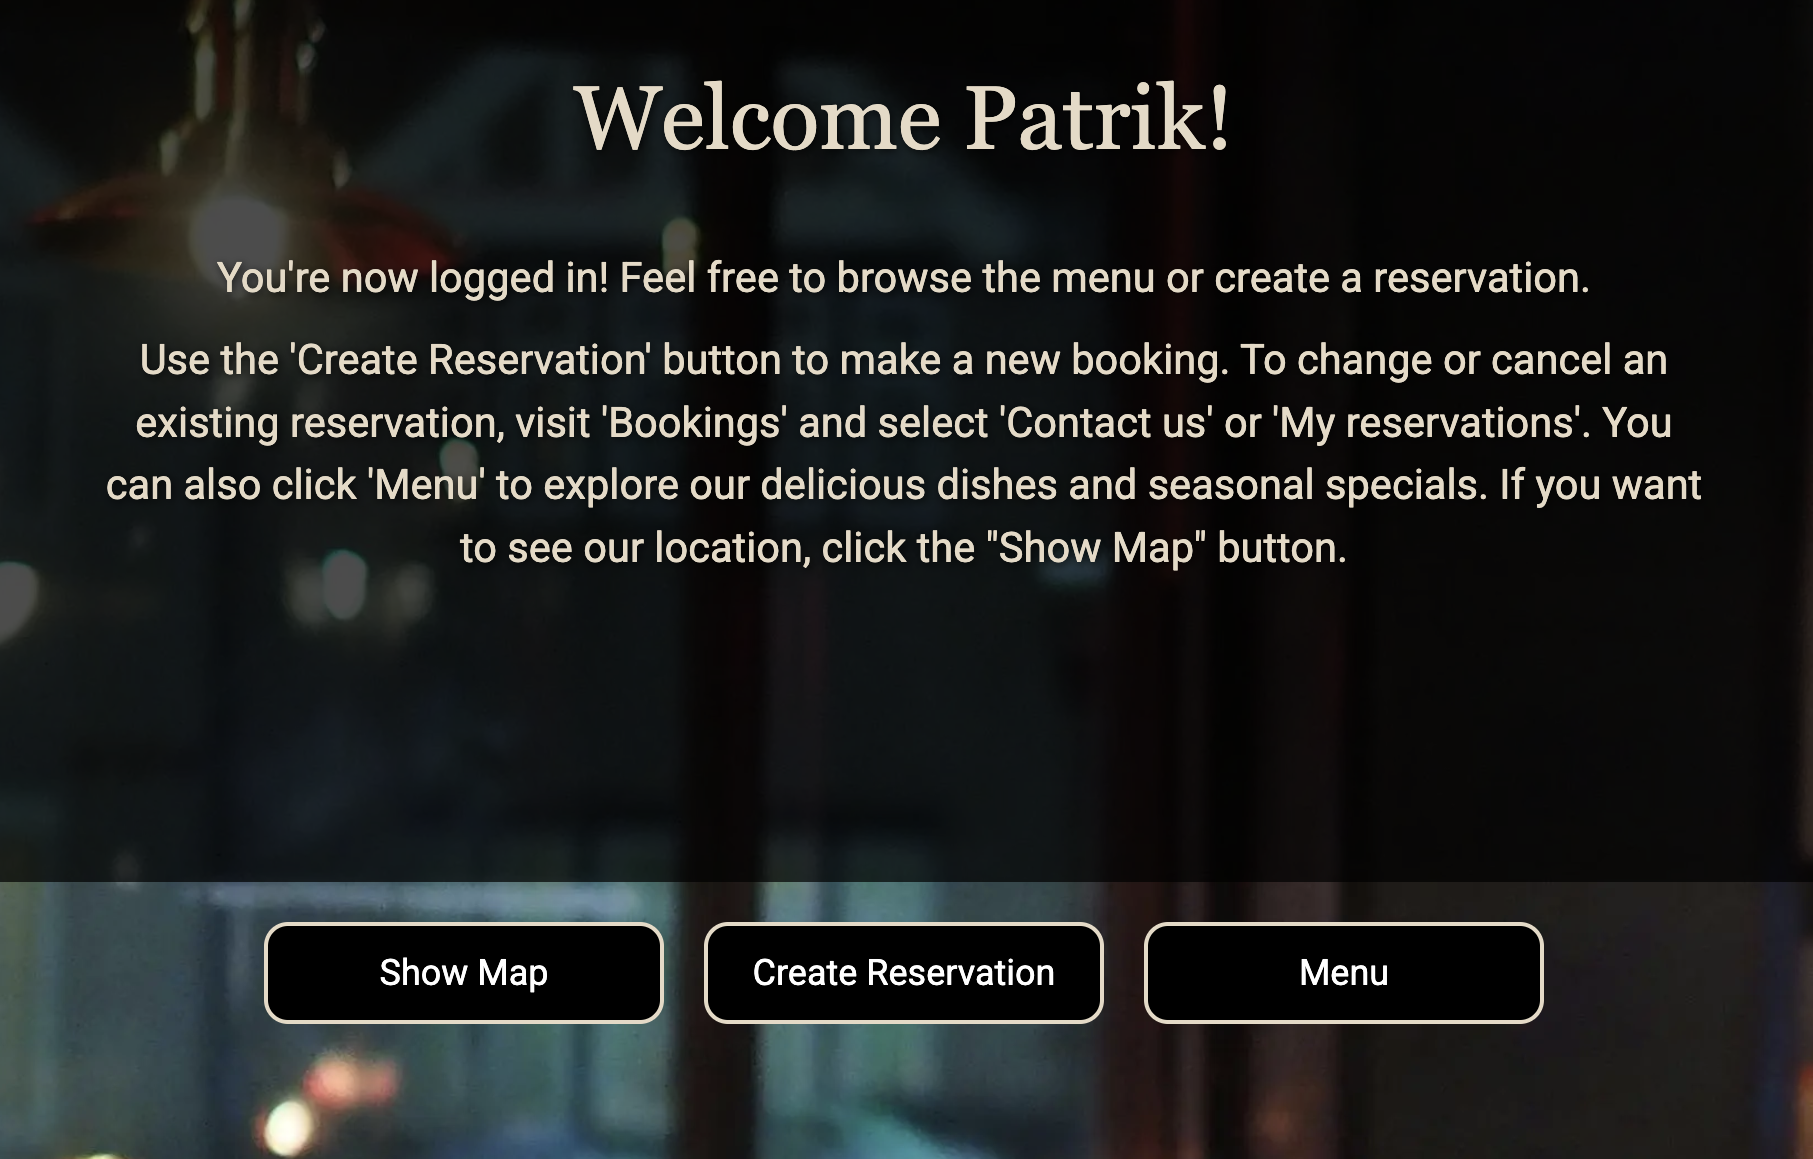 Welcome Patrik!
You're now logged in! Feel free to browse the menu or create a reservation.
Use the 'Create Reservation' button to make a new booking. To change or cancel an
existing reservation, visit 'Bookings' and select 'Contact us' or 'My reservations'. You
can also click 'Menu' to explore our delicious dishes and seasonal specials. If you want
to see our location, click the "Show Map" button.
Show Map
Create Reservation
Menu